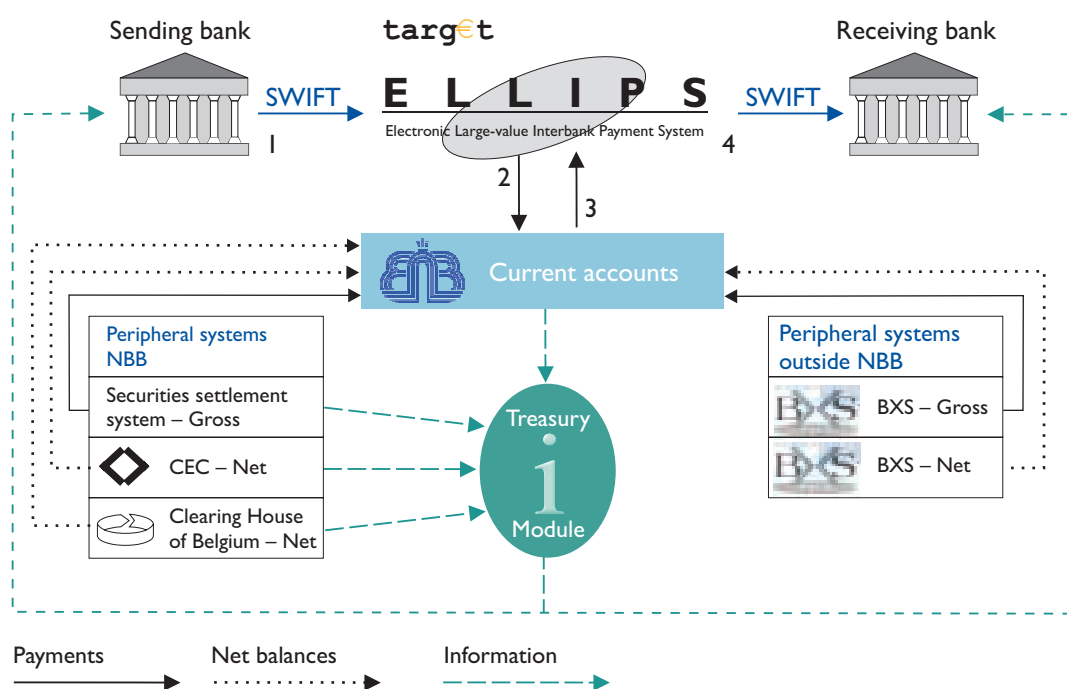 Sending bank
targ€t
Receiving bank
SWIFT
E L L I P S
SWIFT
Electronic Large-value Interbank Payment System
1
4
2
3
Current accounts
Peripheral systems
NBB
Securities settlement
system – Gross
CEC – Net
Clearing House
of Belgium – Net
Treasury
i
Module
Peripheral systems
outside NBB
BXS
BXS – Gross
BXS
BXS – Net
Payments
Net balances
Information